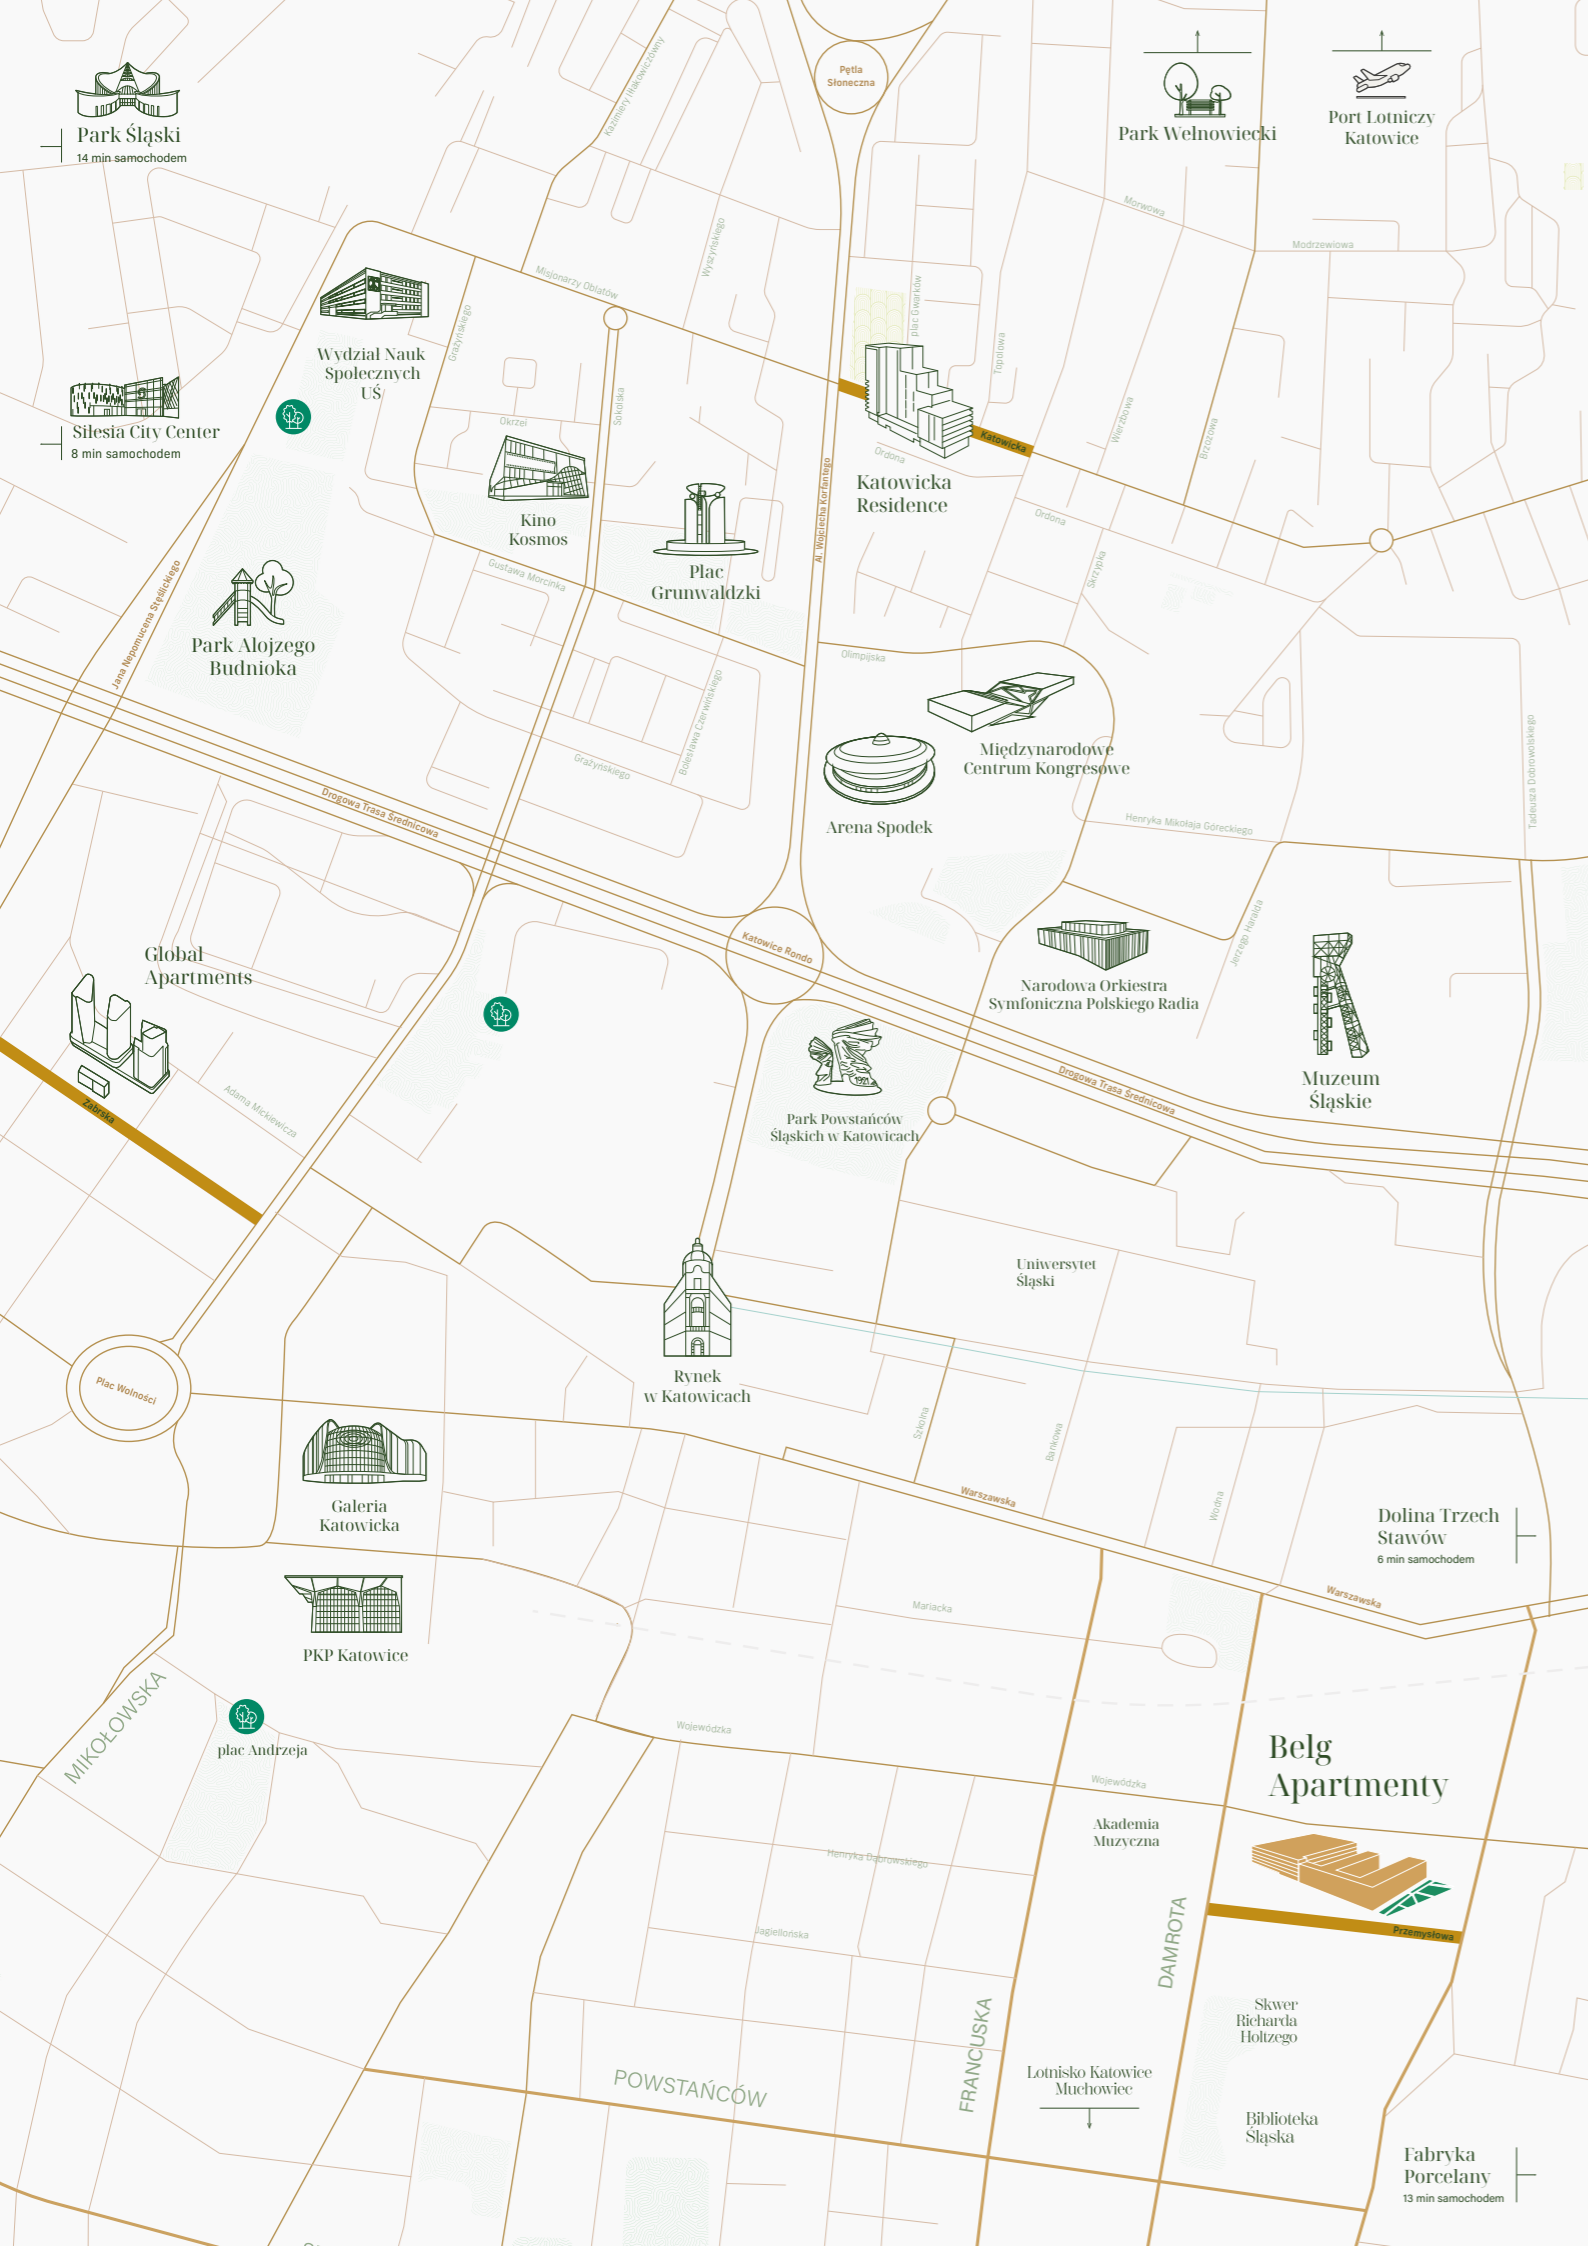 Pętla
Słoneczna
Kazimiery Iłłakowiczówny
Park Śląski
14 min samochodem
Park Wełnowiecki
Port Lotniczy
Katowice
Morwowa
Modrzewiowa
Wyszyńskiego
Misjonarzy Oblatów
Grażyńskiego
plac Gwarków
Topolowa
Wydział Nauk
Społecznych
UŚ
Sokolska
Okrzei
Wierzbowa
Brzozowa
Silesia City Center
8 min samochodem
Katowicka
Ordona
Katowicka
Residence
Al. Wojciecha Korfantego
Kino
Kosmos
Ordona
Skrzypka
Plac
Grunwaldzki
Gustawa Morcinka
Jana Nepomucena Stęślickiego
Park Alojzego
Budnioka
Olimpijska
Bolesława Czerwińskiego
Grażyńskiego
Międzynarodowe
Centrum Kongresowe
Tadeusza Dobrowolskiego
Drogowa Trasa Średnicowa
Arena Spodek
Henryka Mikołaja Góreckiego
Jerzego Haralda
Katowice Rondo
Global
Apartments
Narodowa Orkiestra
Symfoniczna Polskiego Radia
1921
Drogowa Trasa Średnicowa
Muzeum
Śląskie
Zabrska
Adama Mickiewicza
Park Powstańców
Śląskich w Katowicach
Uniwersytet
Śląski
Rynek
w Katowicach
Plac Wolności
Szkolna
Bankowa
Warszawska
Wodna
Galeria
Katowicka
Dolina Trzech
Stawów
6 min samochodem
Warszawska
Mariacka
PKP Katowice
MIKOŁOWSKA
plac Andrzeja
Wojewódzka
Belg
Apartmenty
Wojewódzka
Akademia
Muzyczna
Henryka Dąbrowskiego
Jagiellońska
DAMROTA
Przemysłowa
Skwer
Richarda
Holtzego
FRANCUSKA
POWSTAŃCÓW
Lotnisko Katowice
Muchowiec
Biblioteka
Śląska
Fabryka
Porcelany
13 min samochodem